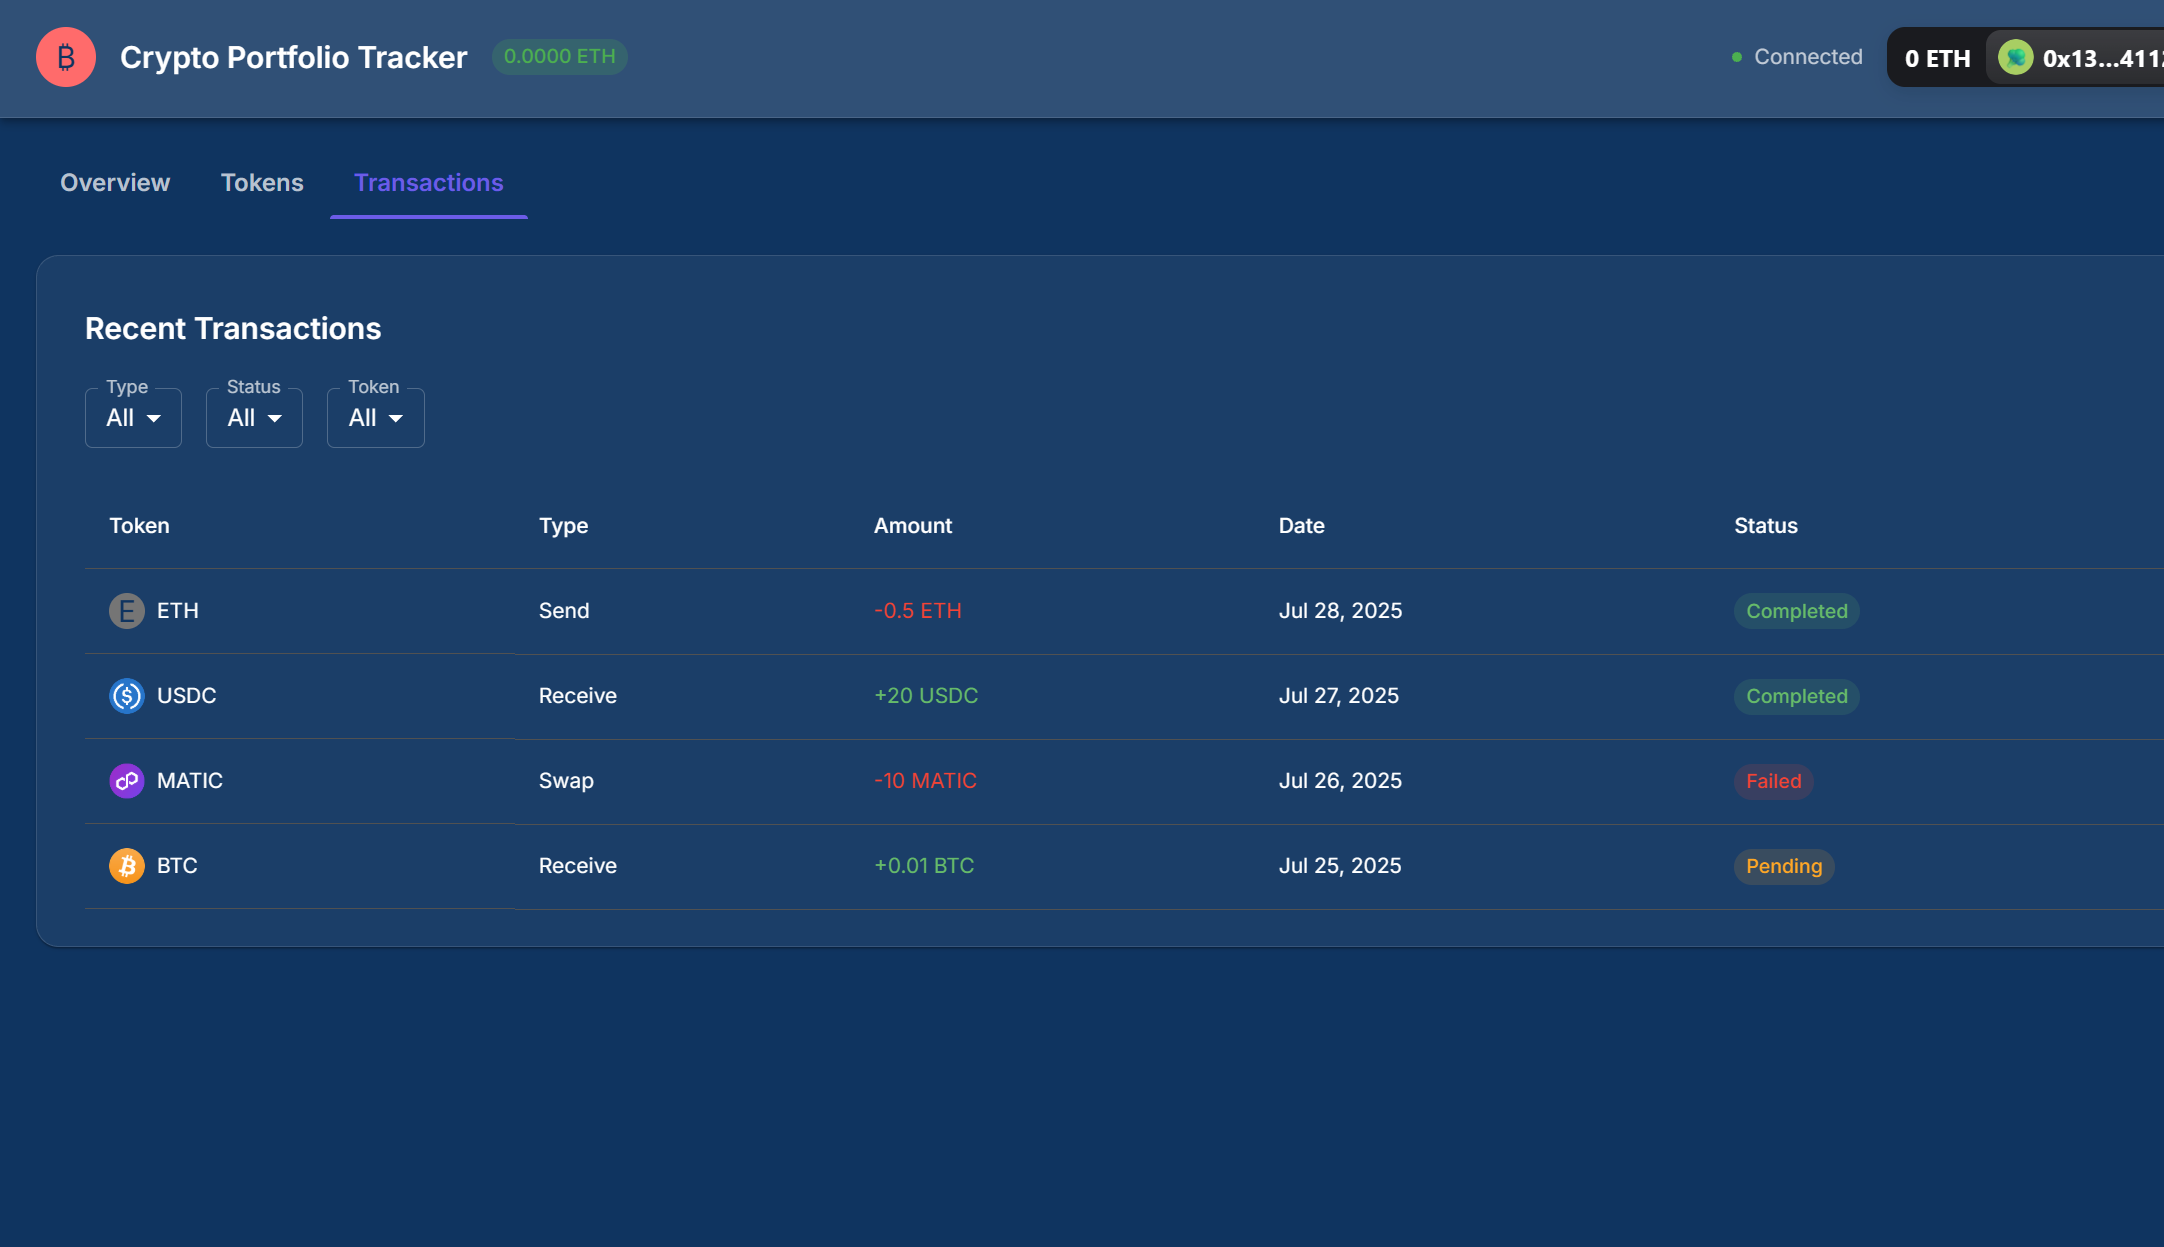 Crypto Portfolio Tracker 0.0000 ETH Connected 0 ETH 0x13...411
Overview Tokens Transactions
Recent Transactions
Type Status Token
All All All
Token Type Amount Date Status
E ETH Send -0.5 ETH Jul 28, 2025 Completed
USDC Receive +20 USDC Jul 27, 2025 Completed
MATIC Swap -10 MATIC Jul 26, 2025 Failed
BTC Receive +0.01 BTC Jul 25, 2025 Pending